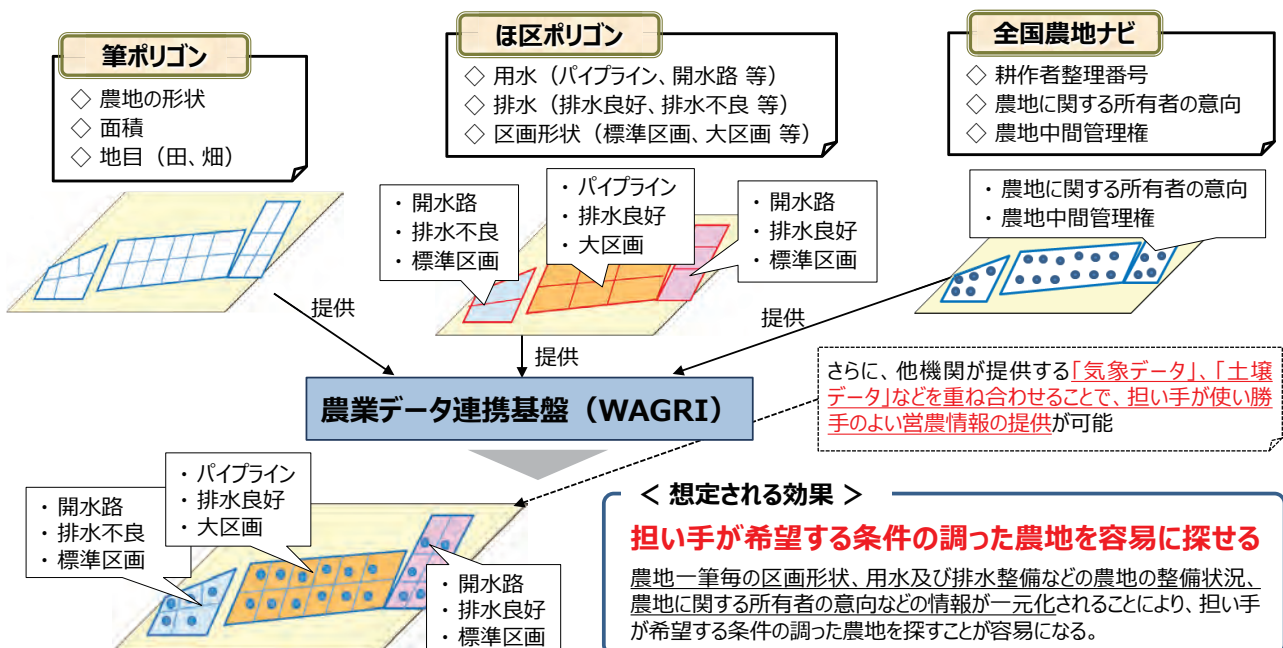 筆ポリゴン
◇ 農地の形状
◇ 面積
◇ 地目（田、畑）
ほ区ポリゴン
◇ 用水（パイプライン、開水路 等）
◇ 排水（排水良好、排水不良 等）
◇ 区画形状（標準区画、大区画 等）
全国農地ナビ
◇ 耕作者整理番号
◇ 農地に関する所有者の意向
◇ 農地中間管理権
・ 開水路
・ 排水不良
・ 標準区画
・ パイプライン
・ 排水良好
・ 大区画
・ 開水路
・ 排水良好
・ 標準区画
・ 農地に関する所有者の意向
・ 農地中間管理権
提供
提供
提供
農業データ連携基盤（WAGRI）
さらに、他機関が提供する「気象データ」、「土壌
データ」などを重ね合わせることで、担い手が使い勝
手のよい営農情報の提供が可能
・ 開水路
・ 排水不良
・ 標準区画
・ パイプライン
・ 排水良好
・ 大区画
・ 開水路
・ 排水良好
・ 標準区画
＜ 想定される効果 ＞
担い手が希望する条件の調った農地を容易に探せる
農地一筆毎の区画形状、用水及び排水整備などの農地の整備状況、
農地に関する所有者の意向などの情報が一元化されることにより、担い手
が希望する条件の調った農地を探すことが容易になる。